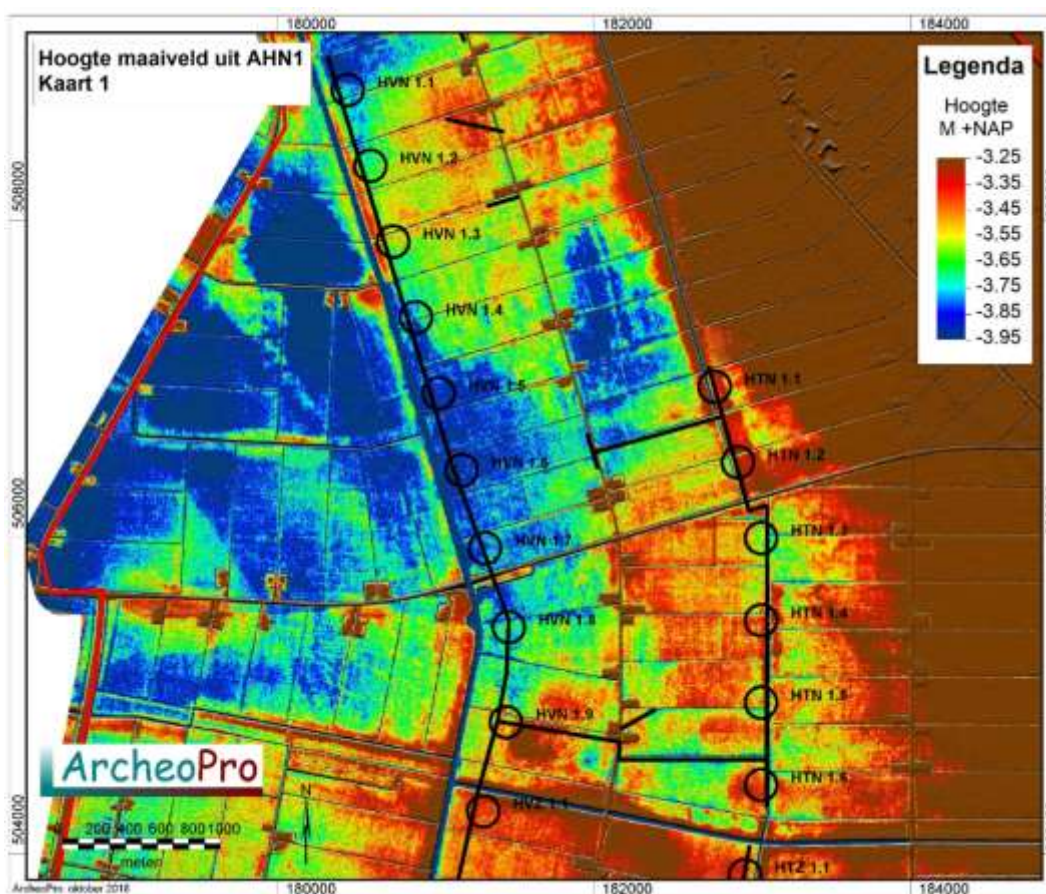 180000
182000
184000
Hoogte maaiveld uit AHN1
Kaart 1
Legenda
Hoogte
M +NAP
-3.25
-3.35
-3.45
-3.55
-3.65
-3.75
-3.85
-3.95
508000
506000
504000
HVN 1.1
HVN 1.2
HVN 1.3
HVN 1.4
HVN 1.5
HVN 1.6
HVN 1.7
HVN 1.8
HVN 1.9
HVZ 1.1
HTN 1.1
HTN 1.2
HTN 1.3
HTN 1.4
HTN 1.5
HTN 1.6
HTZ 1.1
ArcheoPro
N
0 200 400 600 800 1000
meter
ArcheoPro oktober 2018
180000
182000
184000